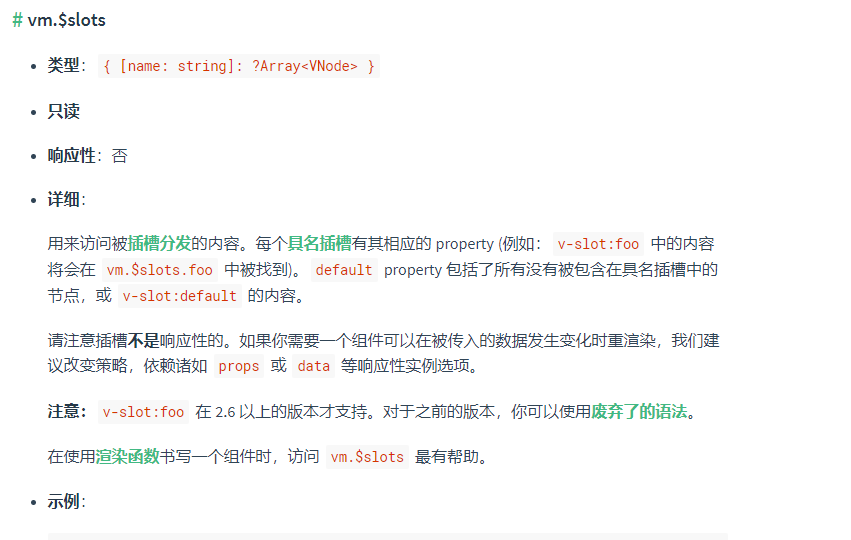 # vm.$slots
类型： { [name: string]: ?Array<VNode> }
只读
响应性：否
详细：
用来访问被插槽分发的内容。每个具名插槽有其相应的 property (例如： v-slot:foo 中的内容
将会在 vm.$slots.foo 中被找到)。 default property 包括了所有没有被包含在具名插槽中的
节点，或 v-slot:default 的内容。
请注意插槽不是响应性的。如果你需要一个组件可以在被传入的数据发生变化时重渲染，我们建
议改变策略，依赖诸如 props 或 data 等响应性实例选项。
注意： v-slot:foo 在 2.6 以上的版本才支持。对于之前的版本，你可以使用废弃了的语法。
在使用渲染函数书写一个组件时，访问 vm.$slots 最有帮助。
示例：